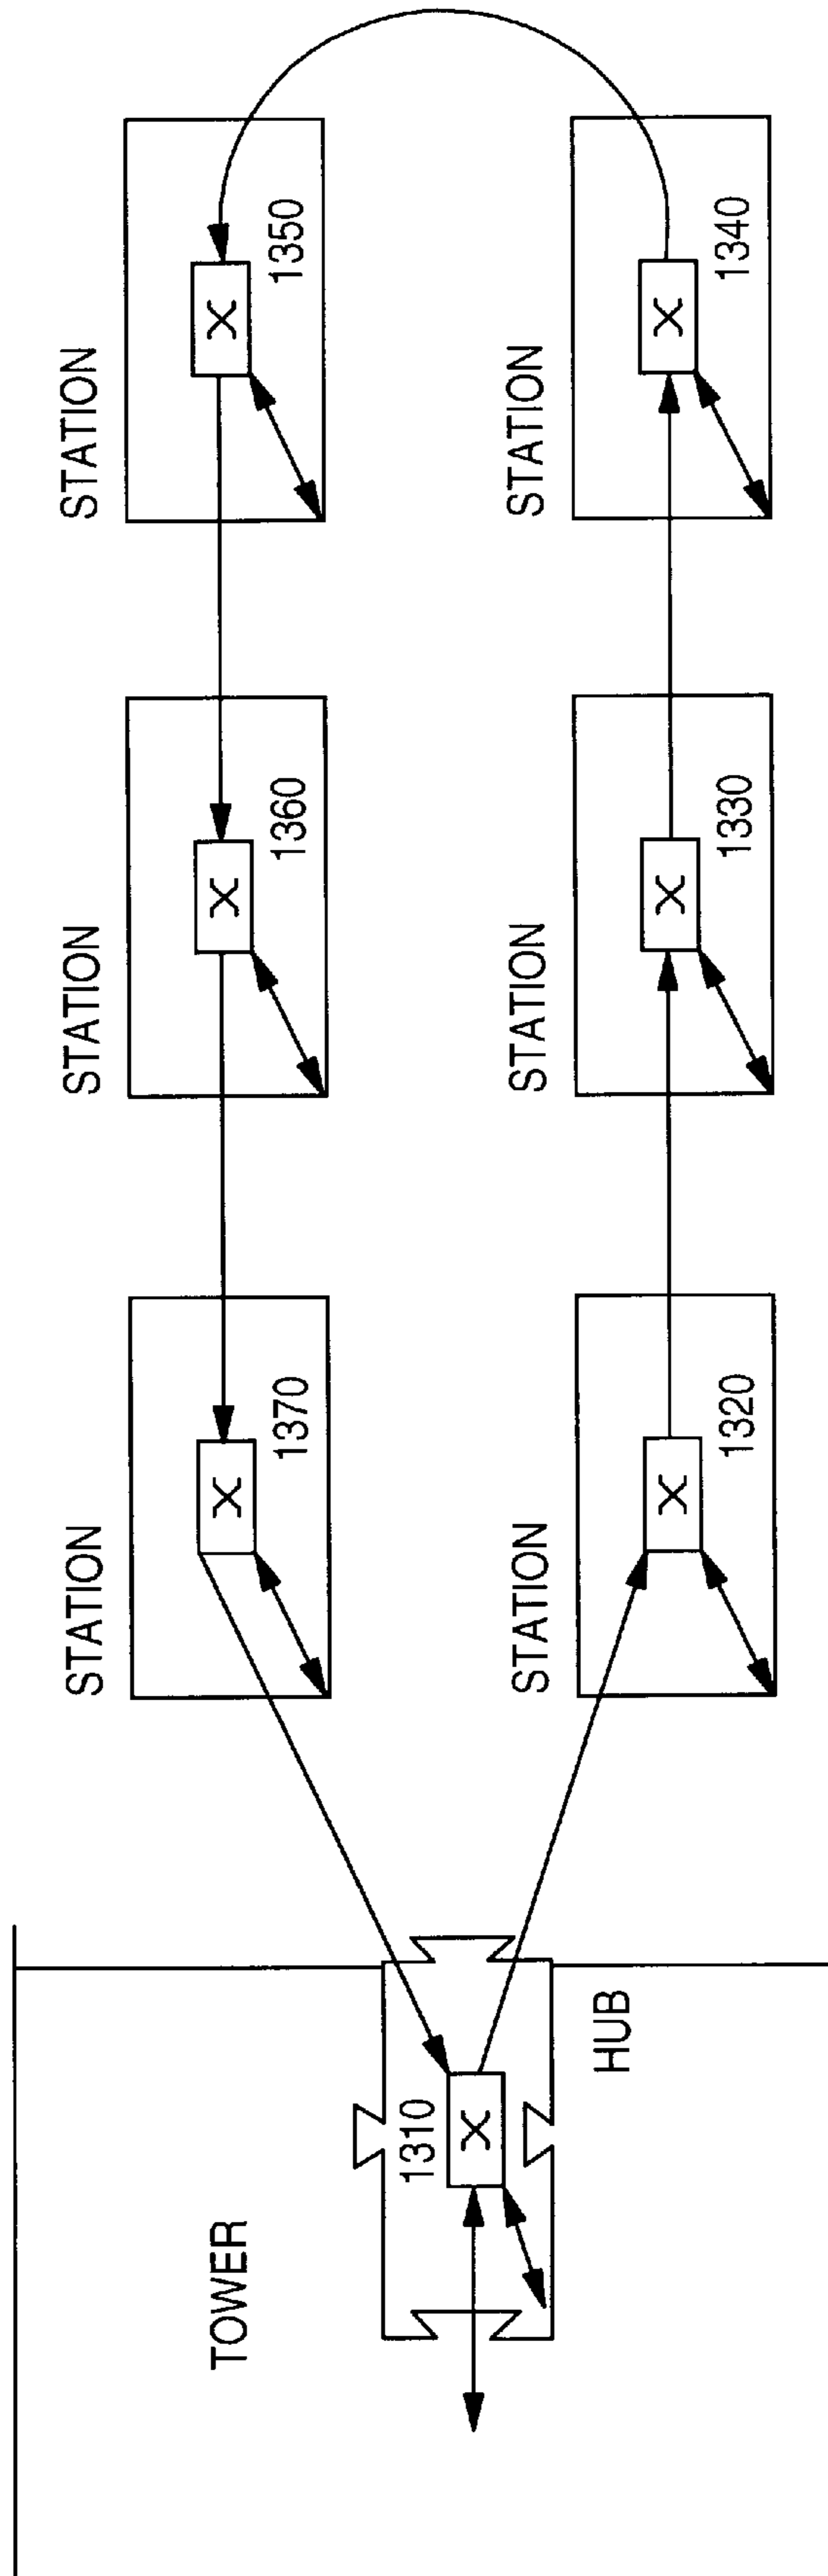 STATION
STATION
STATION
TOWER
X
X
X
1370
1360
1350
1310
X
STATION
STATION
STATION
HUB
X
X
X
1320
1330
1340